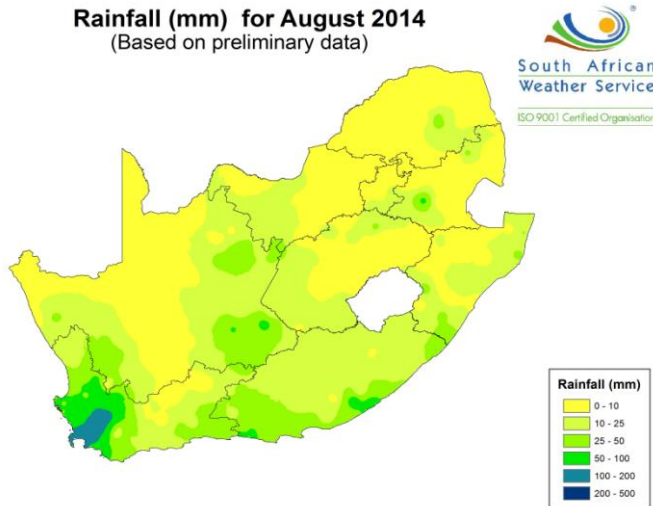 Rainfall (mm) for August 2014
(Based on preliminary data)
South African
Weather Service
ISO 9001 Certified Organisation
Rainfall (mm)
0 - 10
10 - 25
25 - 50
50 - 100
100 - 200
200 - 500